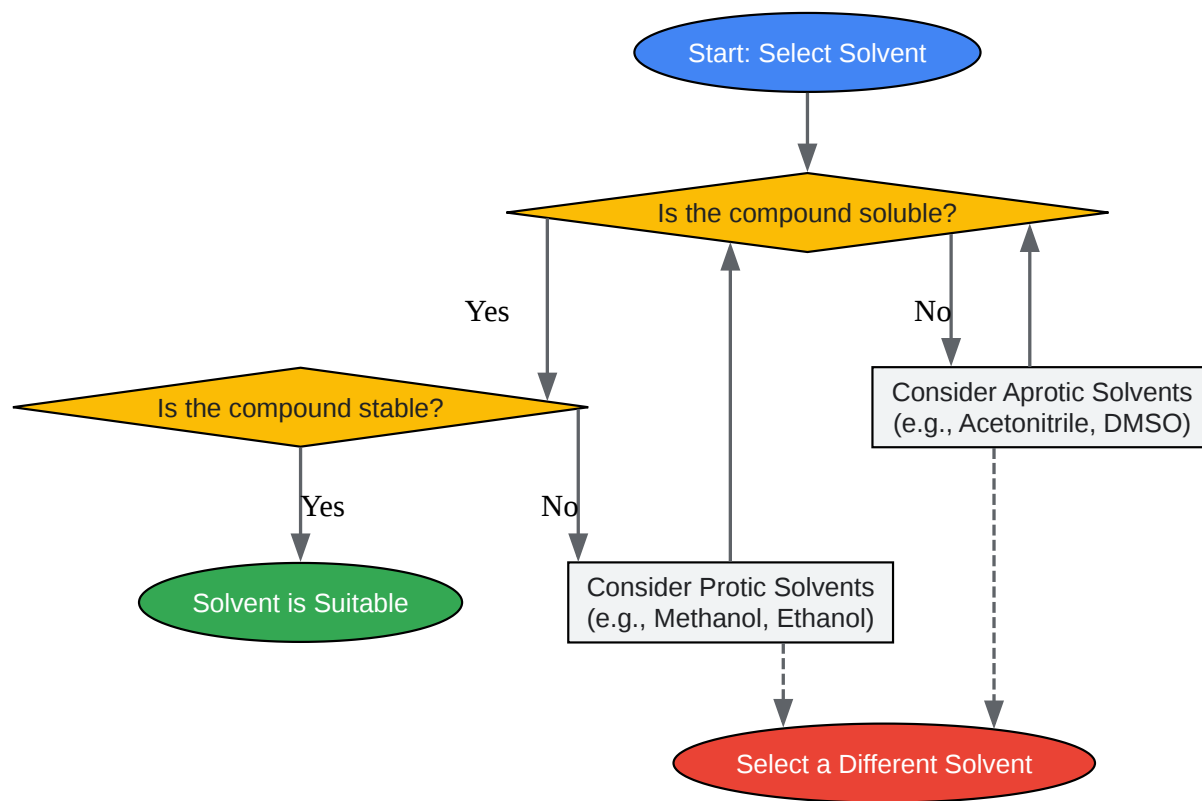 Start: Select Solvent
Is the compound soluble?
Yes
No
Consider Aprotic Solvents
(e.g., Acetonitrile, DMSO)
Is the compound stable?
Yes
No
Solvent is Suitable
Consider Protic Solvents
(e.g., Methanol, Ethanol)
Select a Different Solvent